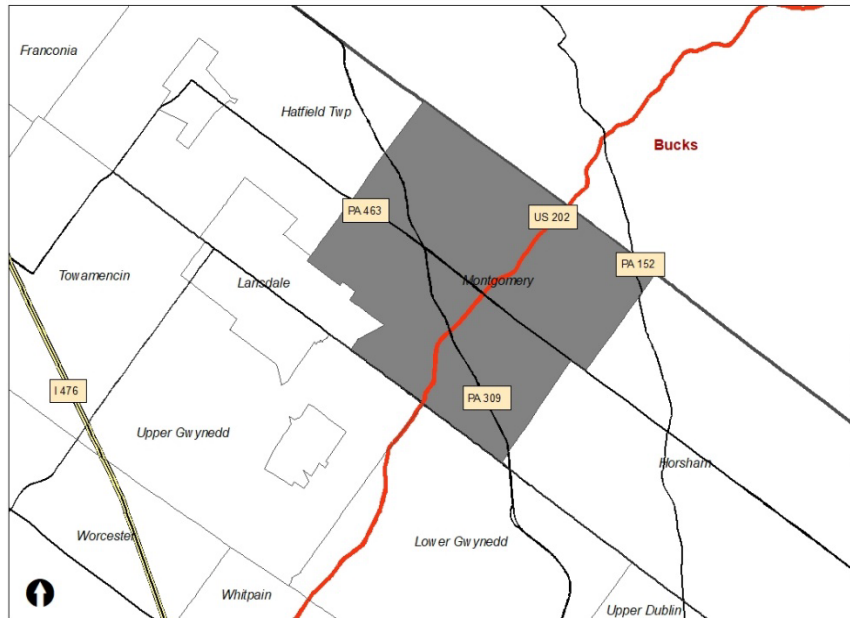 Franconia
Hatfield Twp
Bucks
PA 463
US 202
PA 152
Towamencin
Lansdale
Montgomery
I 476
PA 309
Upper Gwynedd
Horsham
Worcester
Lower Gwynedd
Whitpain
Upper Dublin